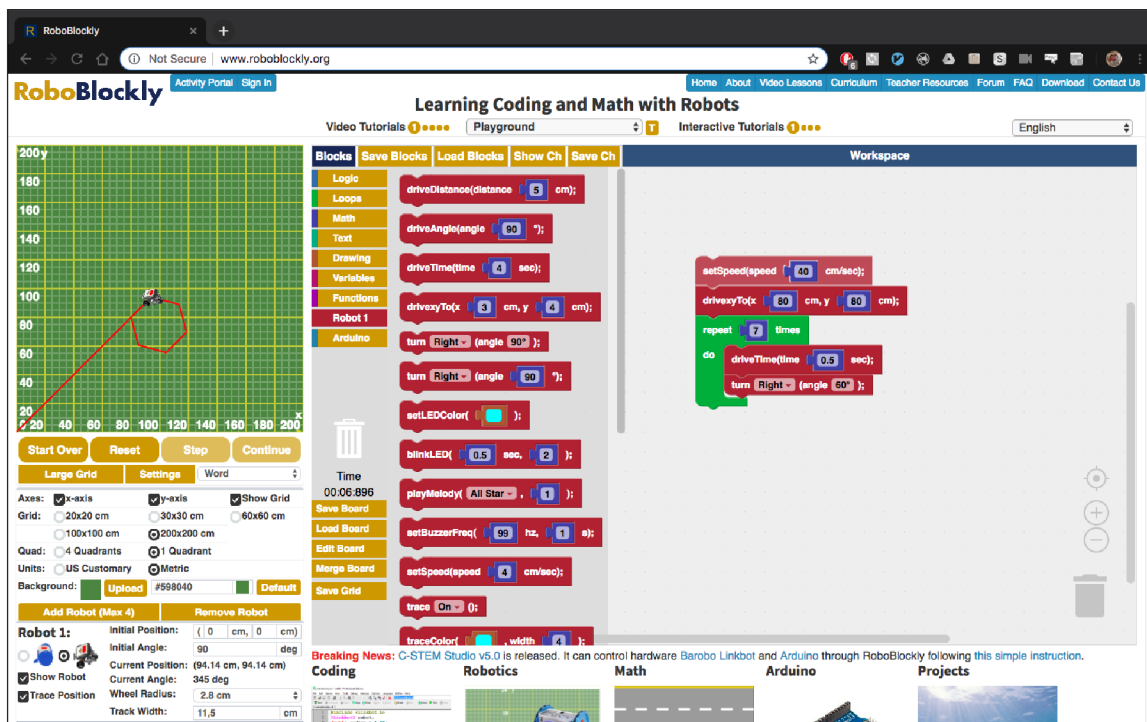 RoboBlockly
Not Secure www.roboblockly.org
RoboBlockly
Activity Portal Sign In
Home About Video Lessons Curriculum Teacher Resources Forum FAQ Download Contact Us
Learning Coding and Math with Robots
Video Tutorials 1 Playground T Interactive Tutorials 1 English
200 y
180
160
140
120
100
80
60
40
20
0 20 40 60 80 100 120 140 160 180 200
x
Start Over Reset Step Continue
Large Grid Settings Word
Axes: x-axis y-axis Show Grid
Grid: 20x20 cm 30x30 cm 60x60 cm
100x100 cm 200x200 cm
Quad: 4 Quadrants 1 Quadrant
Units: US Customary Metric
Background: Upload #598040 Default
Add Robot (Max 4) Remove Robot
Robot 1: Initial Position: ( 0 cm, 0 cm)
Initial Angle: 90 deg
Current Position: (94.14 cm, 94.14 cm)
Show Robot Current Angle: 345 deg
Trace Position Wheel Radius: 2.8 cm
Track Width: 11,5 cm
Blocks Save Blocks Load Blocks Show Ch Save Ch
Workspace
Logic
Loops
Math
Text
Drawing
Variables
Functions
Robot 1
Arduino
Time
00:06:896
Save Board
Load Board
Edit Board
Merge Board
Save Grid
driveDistance(distance 5 cm);
driveAngle(angle 90 °);
driveTime(time 4 sec);
drivexyTo(x 3 cm, y 4 cm);
turn Right (angle 90° );
turn Right (angle 90 °);
setLEDColor( );
blinkLED( 0.5 sec, 2 );
playMelody( All Star , 1 );
setBuzzerFreq( 99 hz, 1 s);
setSpeed(speed 4 cm/sec);
trace On ();
traceColor( , width 4 );
setSpeed(speed 40 cm/sec);
drivexyTo(x 80 cm, y 80 cm);
repeat 7 times
do driveTime(time 0.5 sec);
turn Right (angle 60° );
Breaking News: C-STEM Studio v5.0 is released. It can control hardware Barobo Linkbot and Arduino through RoboBlockly following this simple instruction.
Coding Robotics Math Arduino Projects